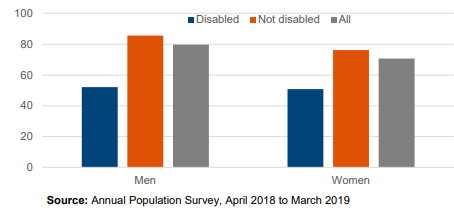 100
Disabled Not disabled All
80
60
40
20
0
Men Women
Source: Annual Population Survey, April 2018 to March 2019